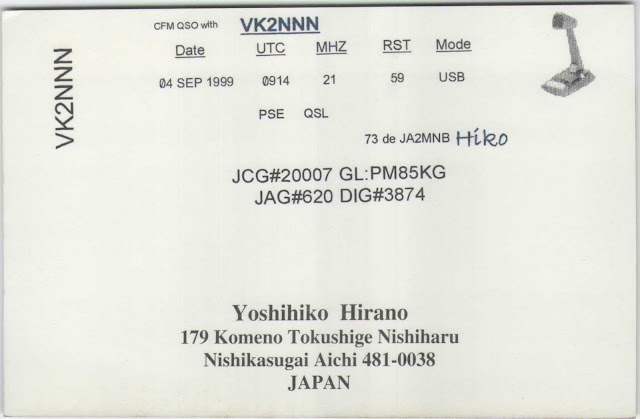 CFM QSO with VK2NNN
Date UTC MHZ RST Mode
04 SEP 1999 0914 21 59 USB
PSE QSL
73 de JA2MNB Hiko
VK2NNN
JCG#20007 GL:PM85KG
JAG#620 DIG#3874
Yoshihiko Hirano
179 Komeno Tokushige Nishiharu
Nishikasugai Aichi 481-0038
JAPAN